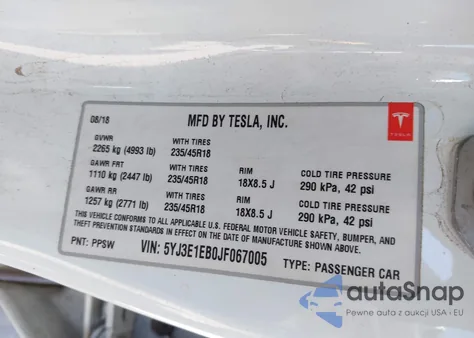 08/18 MFD BY TESLA, INC.
TESLA
GVWR WITH TIRES
2265 kg (4993 lb) 235/45R18
GAWR FRT WITH TIRES RIM COLD TIRE PRESSURE
1110 kg (2447 lb) 235/45R18 18X8.5 J 290 kPa, 42 psi
GAWR RR WITH TIRES RIM COLD TIRE PRESSURE
1257 kg (2771 lb) 235/45R18 18X8.5 J 290 kPa, 42 psi
THIS VEHICLE CONFORMS TO ALL APPLICABLE U.S. FEDERAL MOTOR VEHICLE SAFETY, BUMPER, AND
THEFT PREVENTION STANDARDS IN EFFECT ON THE DATE OF MANUFACTURE SHOWN ABOVE.
PNT: PPSW VIN: 5YJ3E1EB0JF067005 TYPE: PASSENGER CAR
autoSnap
Pewne auta z aukcji USA i EU